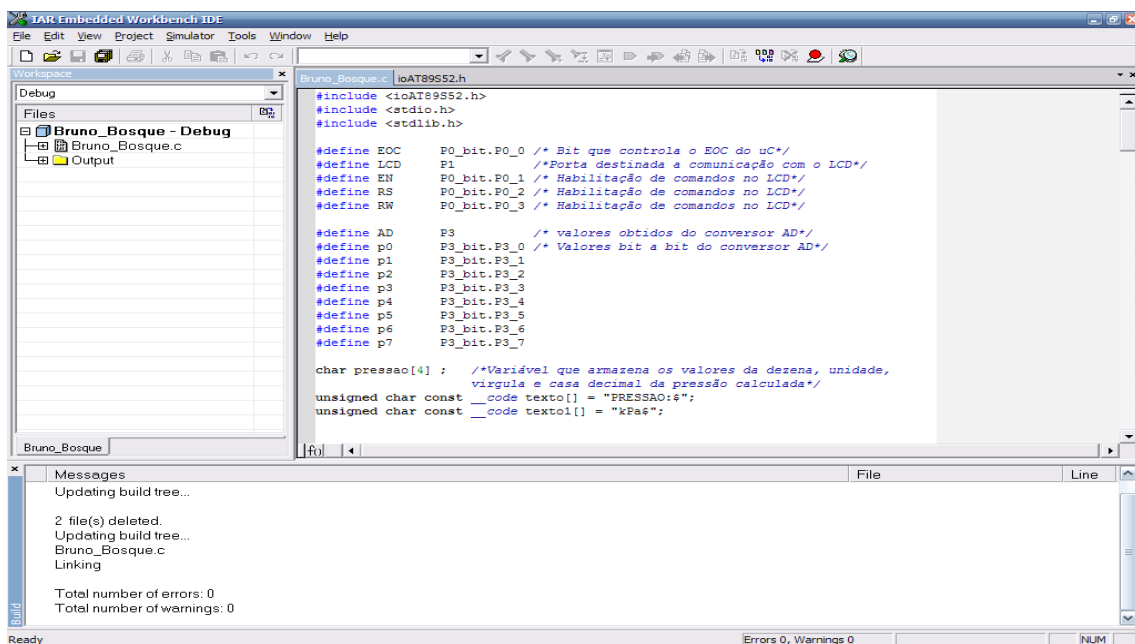 IAR Embedded Workbench IDE
File Edit View Project Simulator Tools Window Help
Workspace
Debug
Files
Bruno_Bosque - Debug
Bruno_Bosque.c
Output
Bruno_Bosque
Bruno_Bosque.c ioAT89S52.h
#include <ioAT89S52.h>
#include <stdio.h>
#include <stdlib.h>
#define EOC P0_bit.P0_0 /* Bit que controla o EOC do uC*/
#define LCD P1 /*Porta destinada a comunicação com o LCD*/
#define EN P0_bit.P0_1 /* Habilitação de comandos no LCD*/
#define RS P0_bit.P0_2 /* Habilitação de comandos no LCD*/
#define RW P0_bit.P0_3 /* Habilitação de comandos no LCD*/
#define AD P3 /* valores obtidos do conversor AD*/
#define p0 P3_bit.P3_0 /* Valores bit a bit do conversor AD*/
#define p1 P3_bit.P3_1
#define p2 P3_bit.P3_2
#define p3 P3_bit.P3_3
#define p4 P3_bit.P3_4
#define p5 P3_bit.P3_5
#define p6 P3_bit.P3_6
#define p7 P3_bit.P3_7
char pressao[4] ; /*Variável que armazena os valores da dezena, unidade,
virgula e casa decimal da pressão calculada*/
unsigned char const __code texto[] = "PRESSAO:$";
unsigned char const __code texto1[] = "kPa$";
f0
Messages File Line
Updating build tree...
2 file(s) deleted.
Updating build tree...
Bruno_Bosque.c
Linking
Total number of errors: 0
Total number of warnings: 0
Build
Ready Errors 0, Warnings 0 NUM